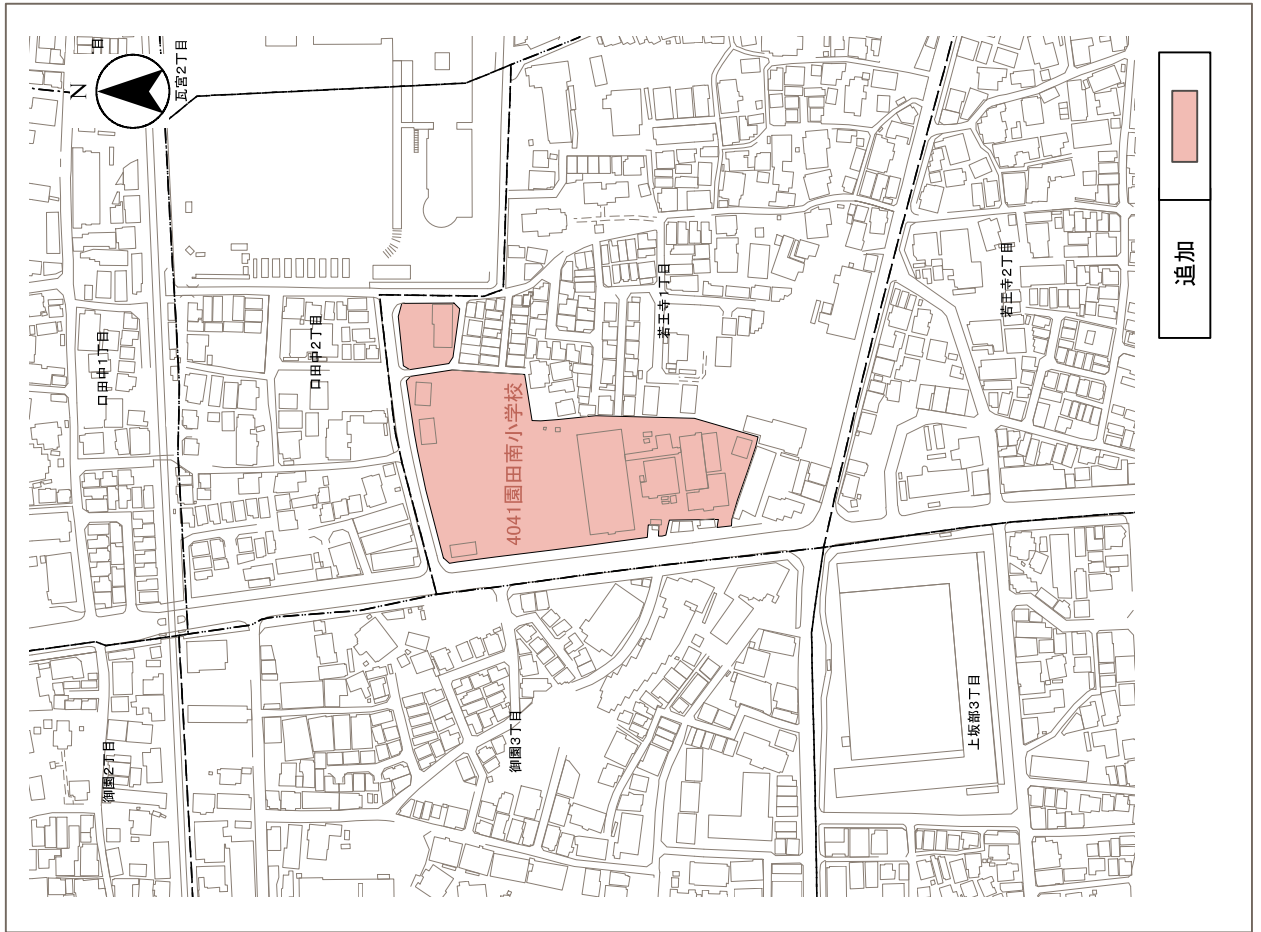 N
瓦宮2丁目
口田中1丁目
口田中2丁目
若王寺1丁目
若王寺2丁目
4041園田南小学校
御園2丁目
御園3丁目
上坂部3丁目
追加